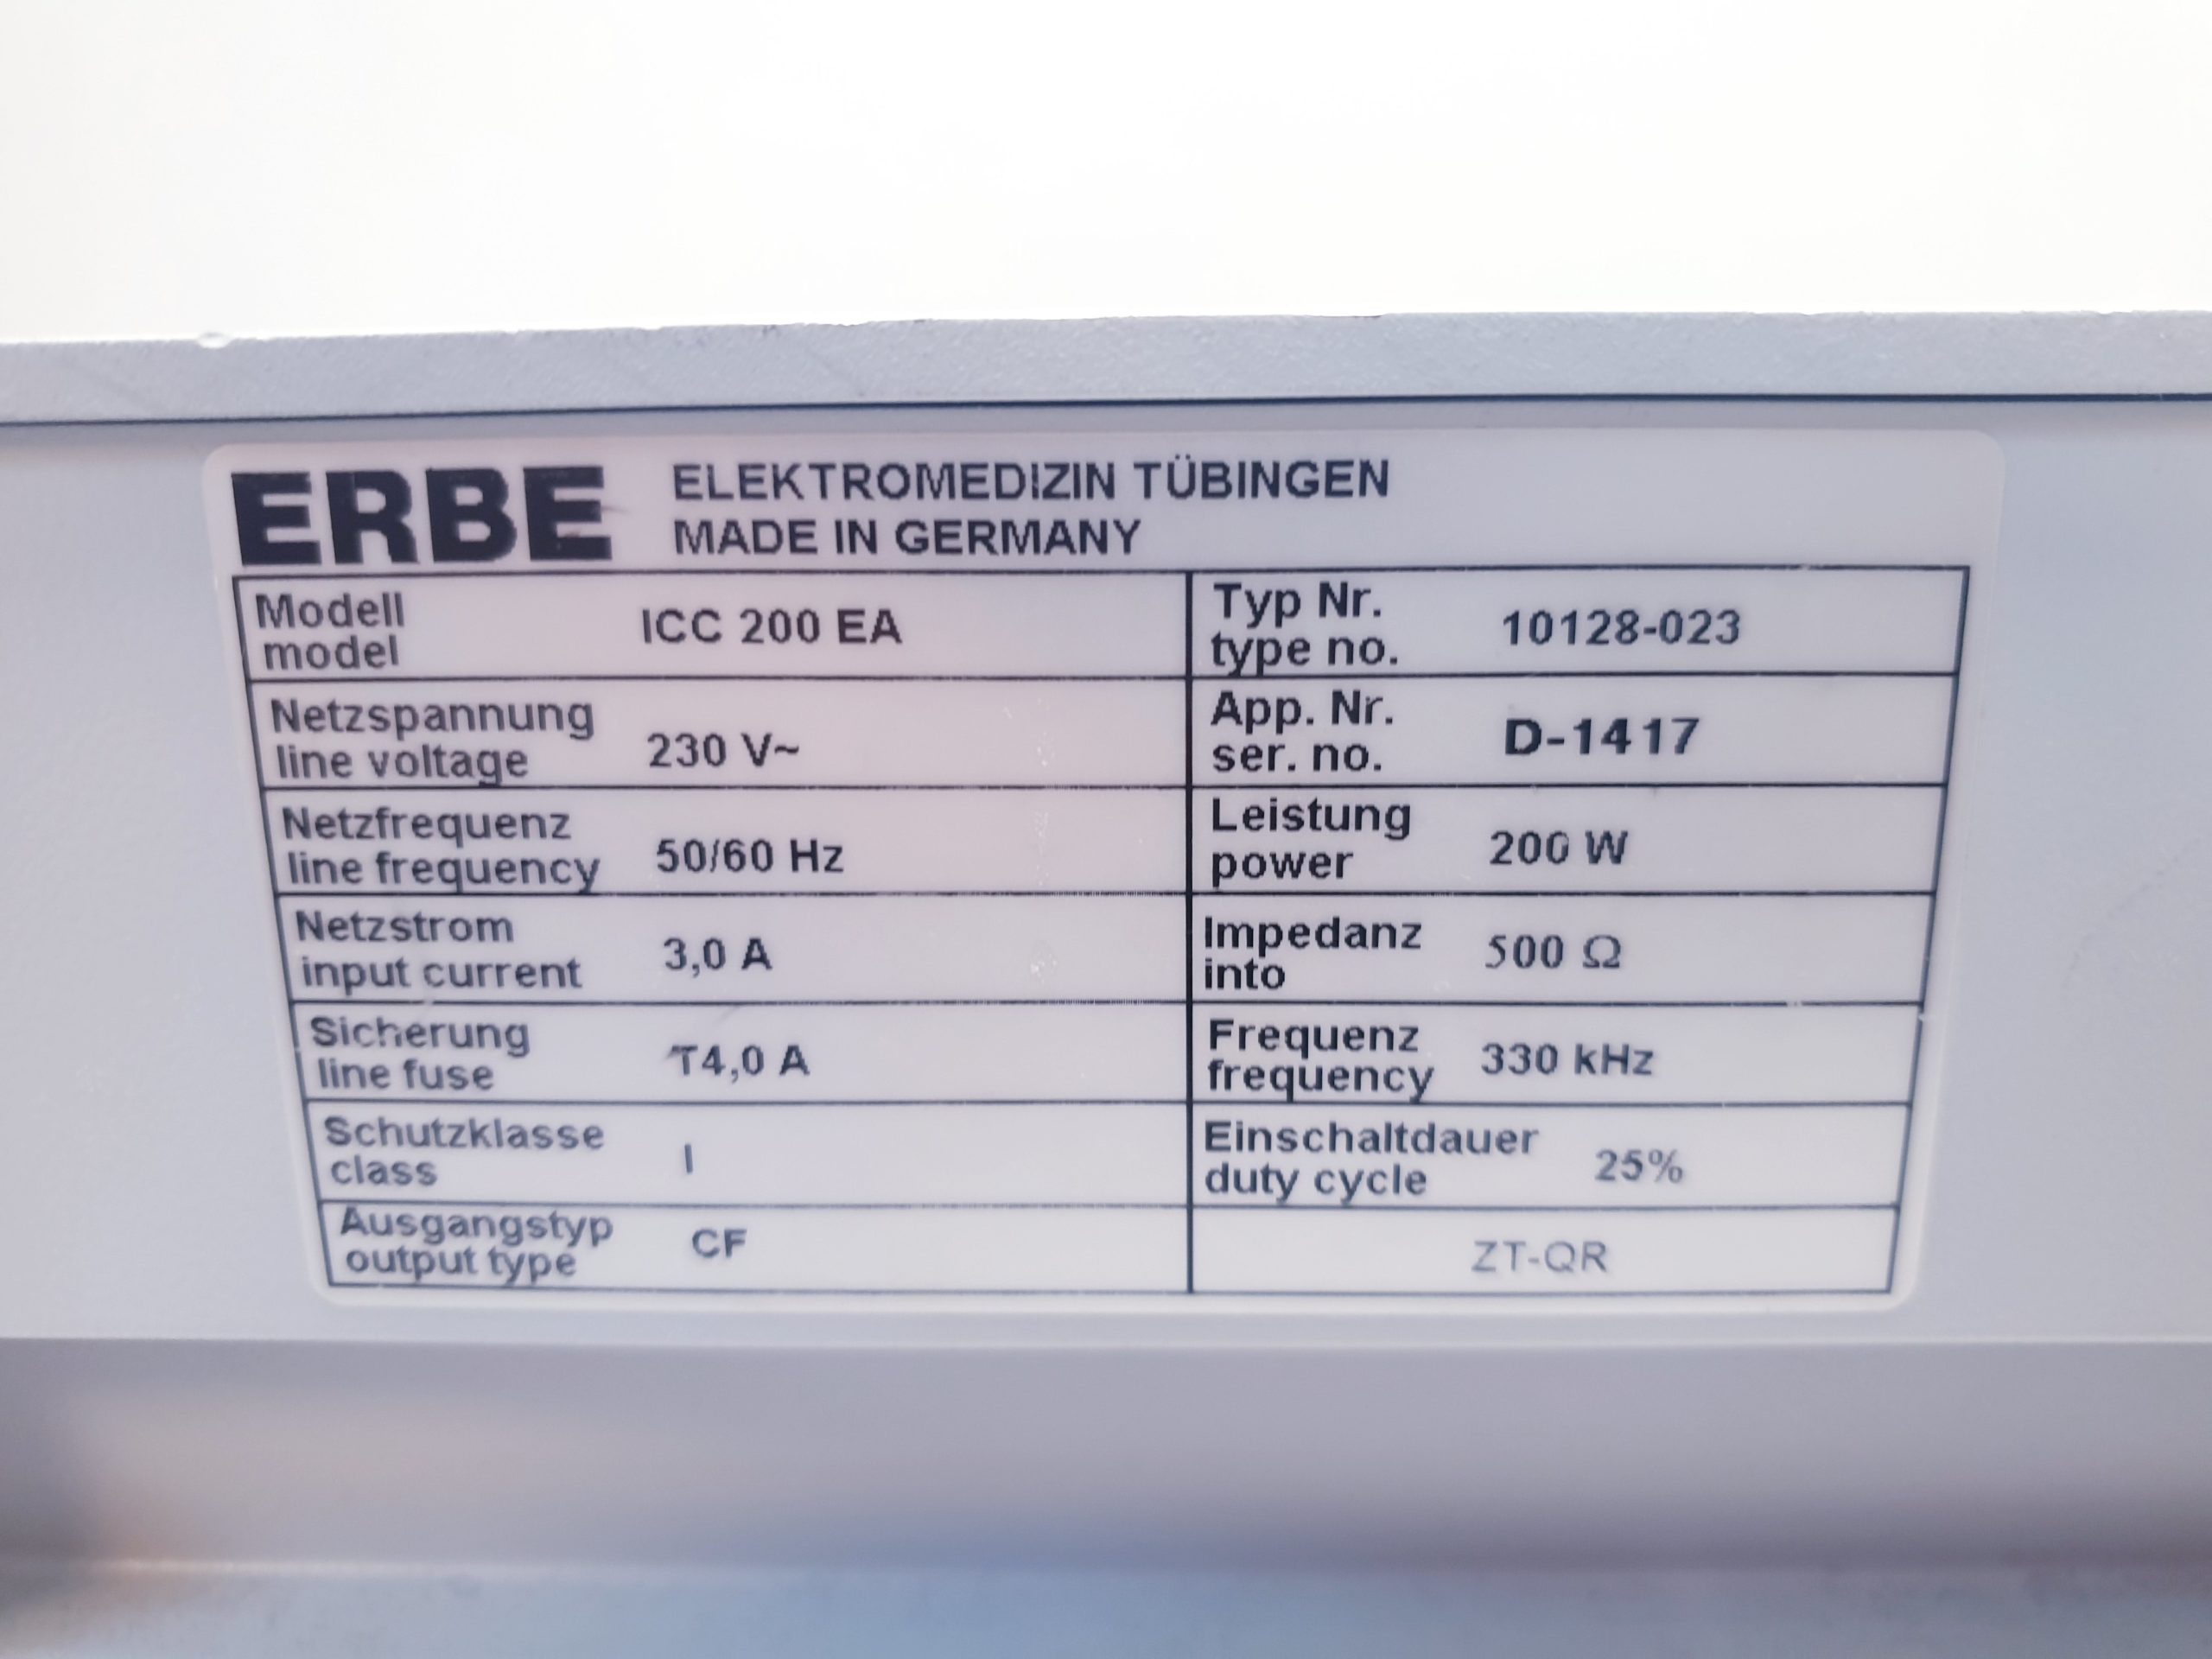 ERBE ELEKTROMEDIZIN TÜBINGEN
MADE IN GERMANY
Modell
model
ICC 200 EA
Typ Nr.
type no.
10128-023
Netzspannung
line voltage
230 V~
App. Nr.
ser. no.
D-1417
Netzfrequenz
line frequency
50/60 Hz
Leistung
power
200 W
Netzstrom
input current
3,0 A
Impedanz
into
500 Ω
Sicherung
line fuse
T4,0 A
Frequenz
frequency
330 kHz
Schutzklasse
class
I
Einschaltdauer
duty cycle
25%
Ausgangstyp
output type
CF
ZT-QR